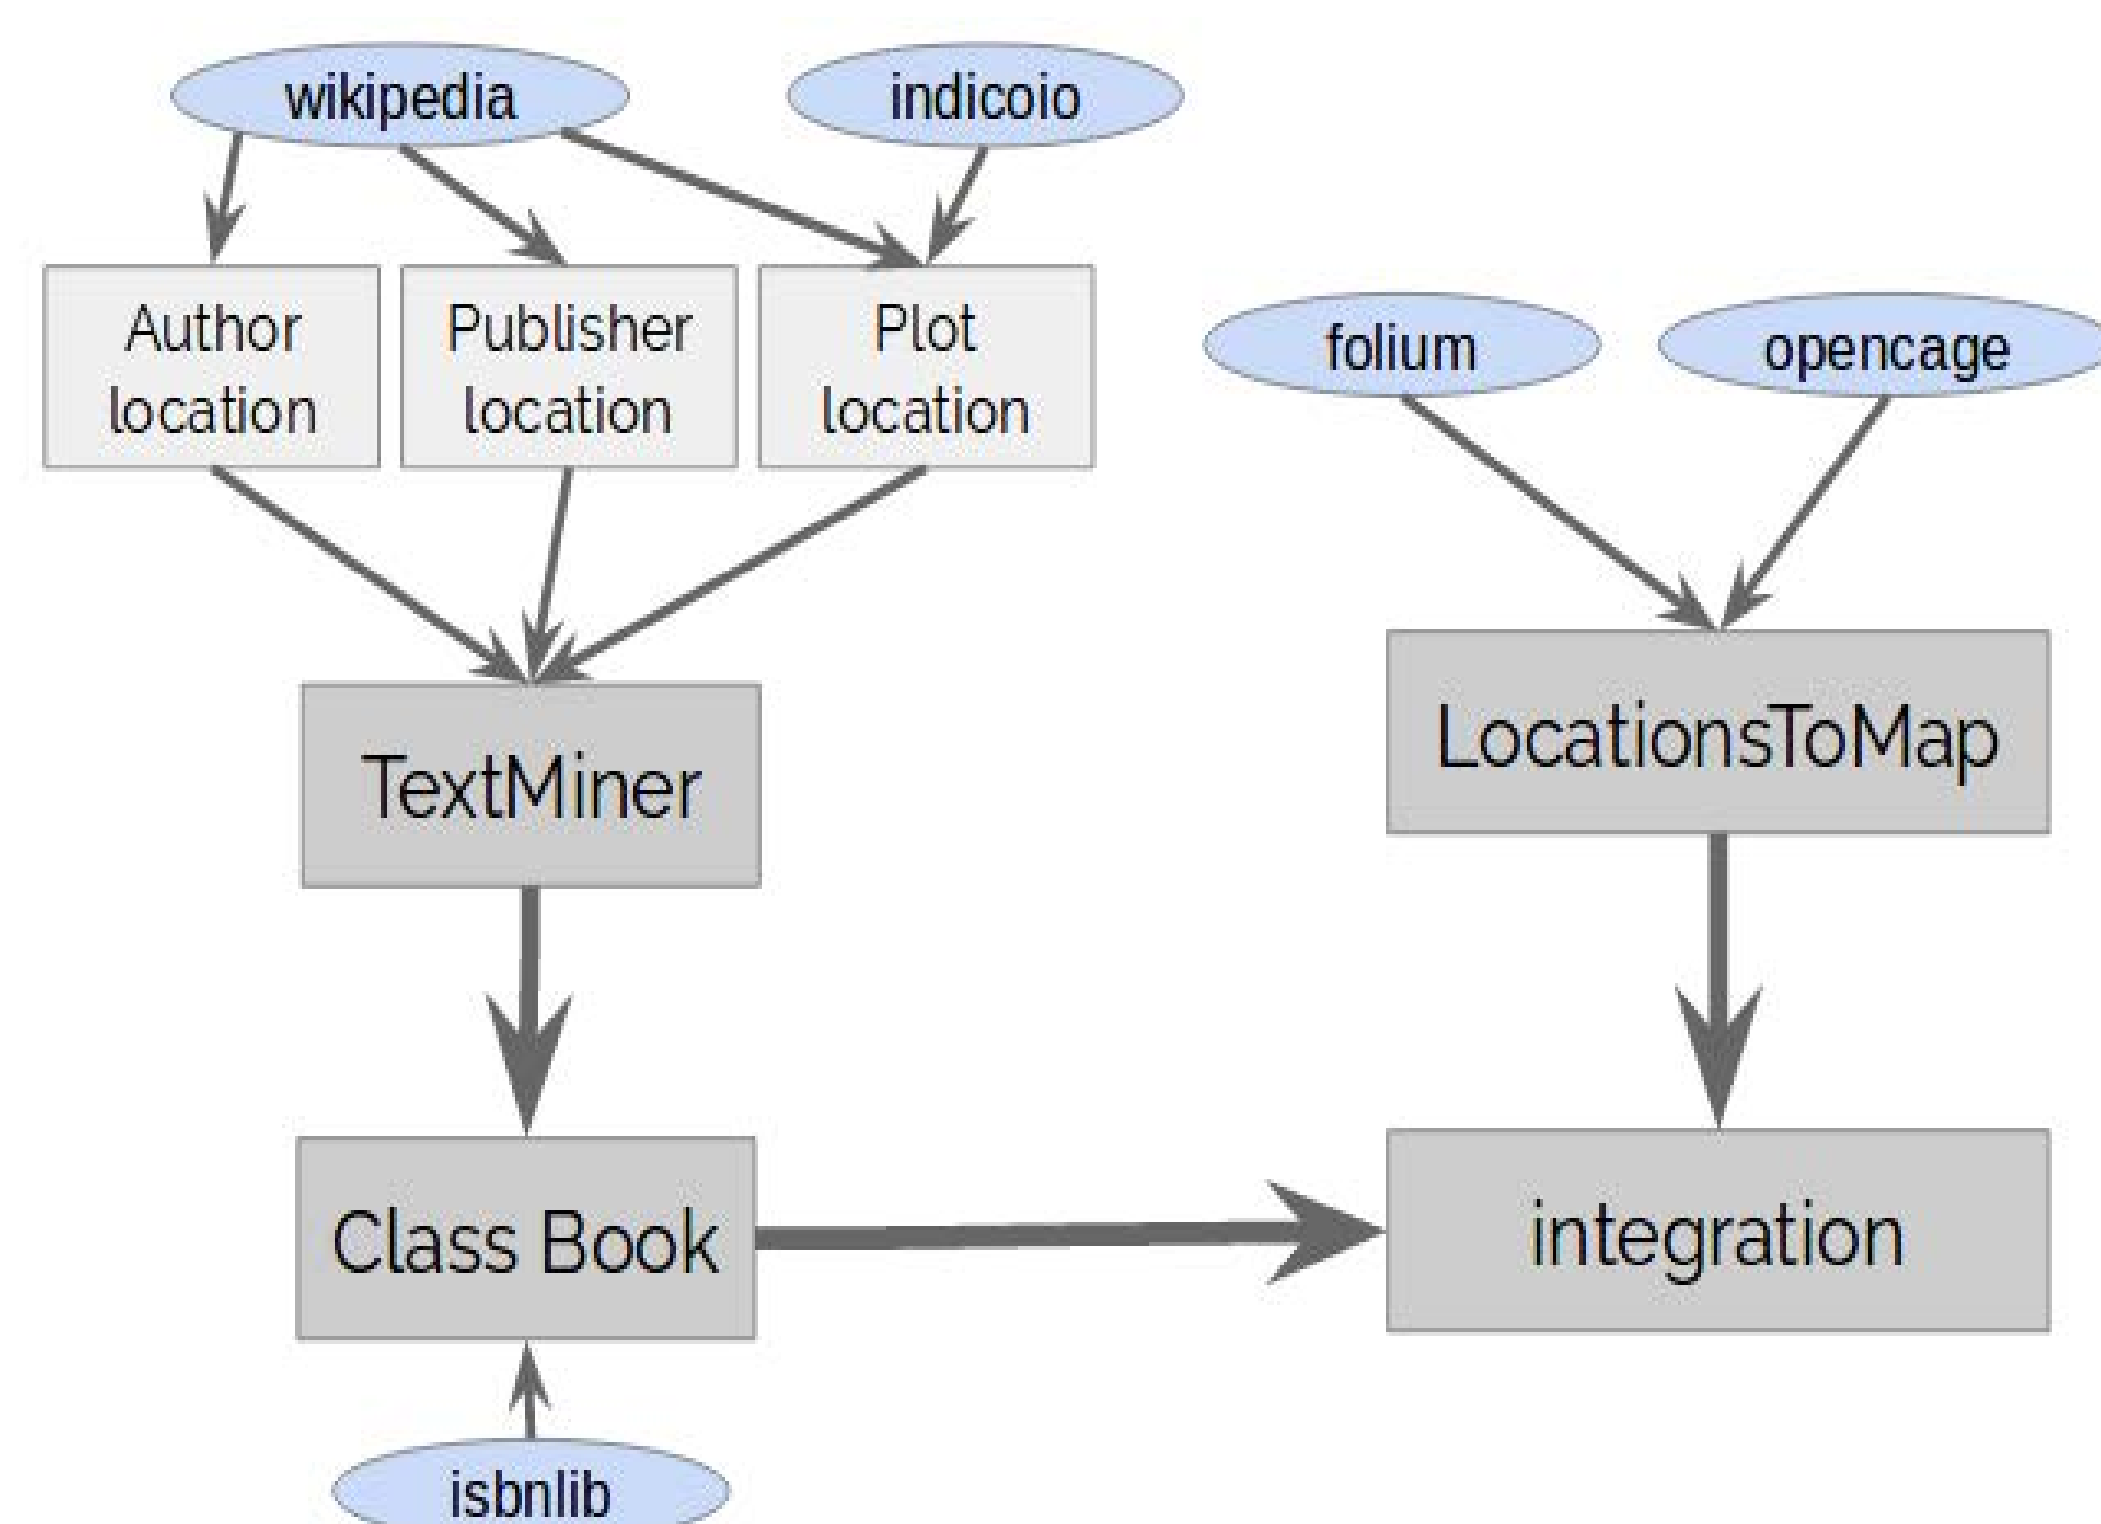 wikipedia
indicoio
Author
location
Publisher
location
Plot
location
folium
opencage
TextMiner
LocationsToMap
Class Book
integration
isbnlib